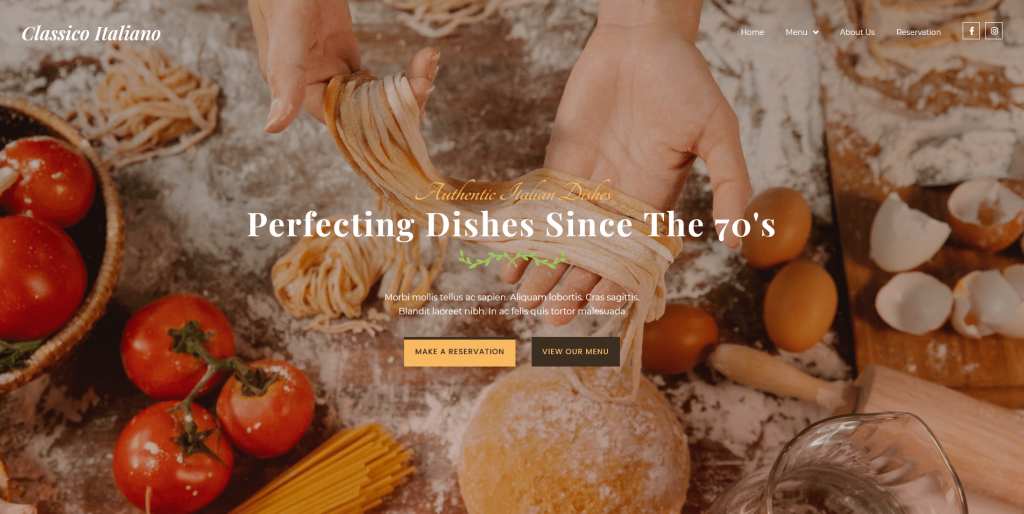 Classico Italiano
Home Menu About Us Reservation
Authentic Italian Dishes
Perfecting Dishes Since The 70's
Morbi mollis tellus ac sapien. Aliquam lobortis. Cras sagittis.
Blandit laoreet nibh. In ac felis quis tortor malesuada
MAKE A RESERVATION VIEW OUR MENU